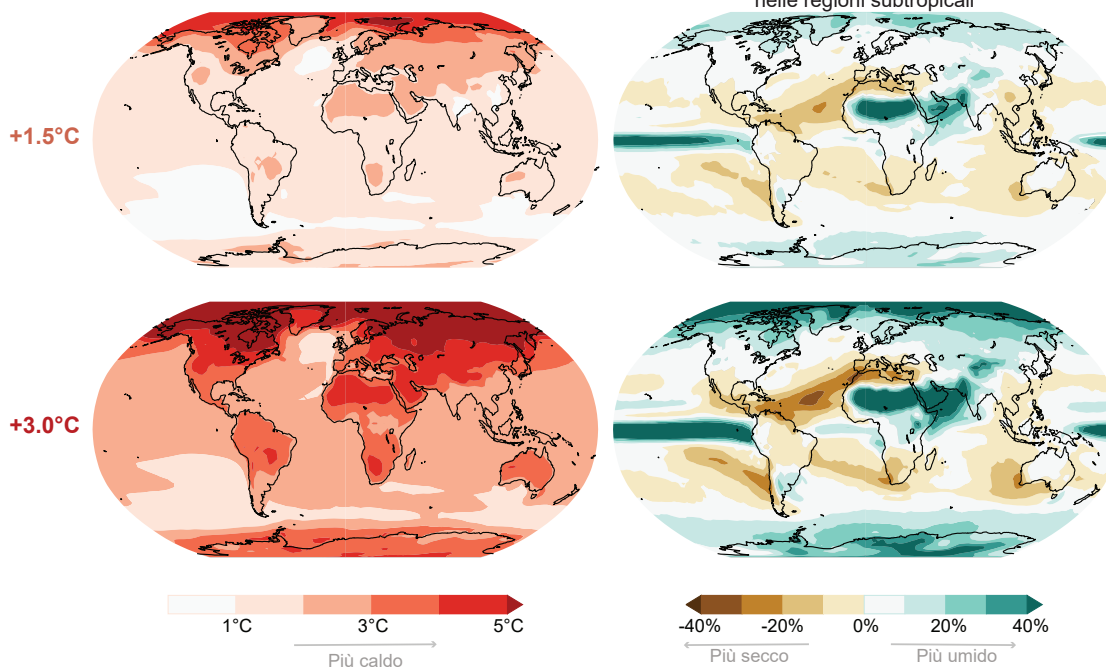 nelle regioni subtropicali
+1.5°C
+3.0°C
1°C 3°C 5°C
Più caldo
-40% -20% 0% 20% 40%
Più secco Più umido